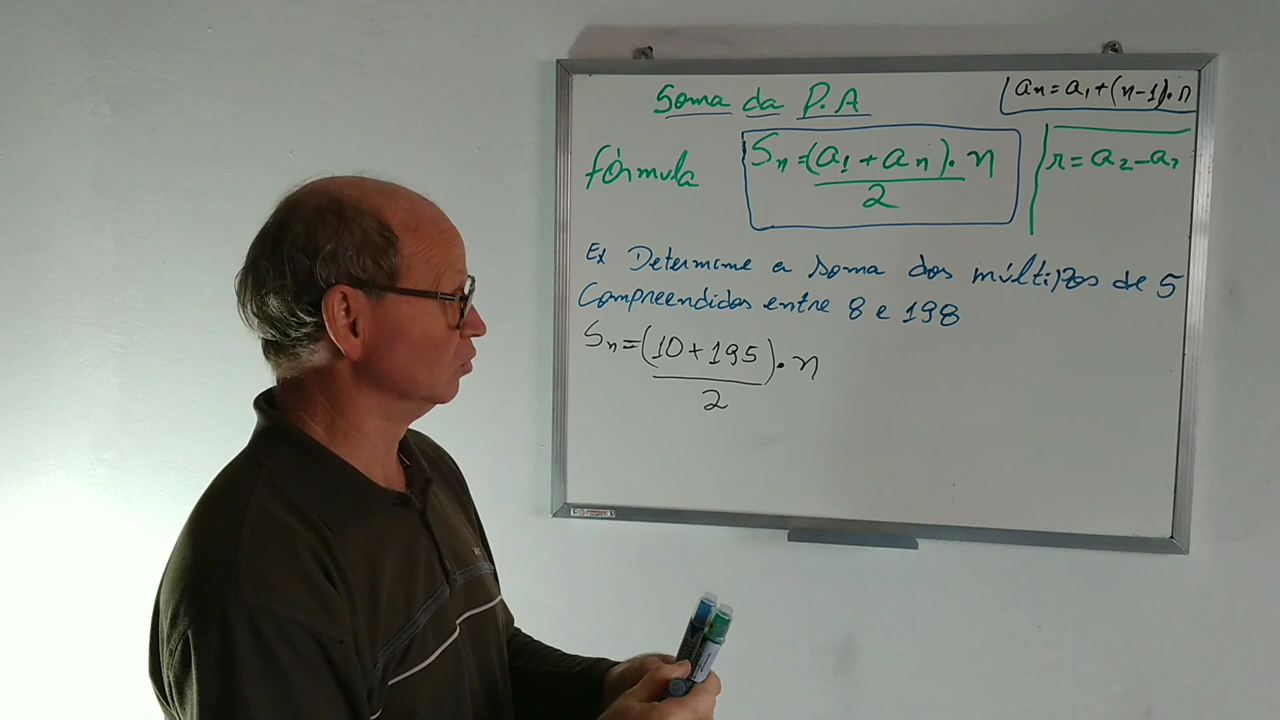 Soma da P.A
an = a1 + (n-1).r
fórmula Sn = (a1 + an). n / 2
r = a2 - a1
Ex Determine a soma dos múltiplos de 5
Compreendidos entre 8 e 198
Sn = (10 + 195) . n / 2